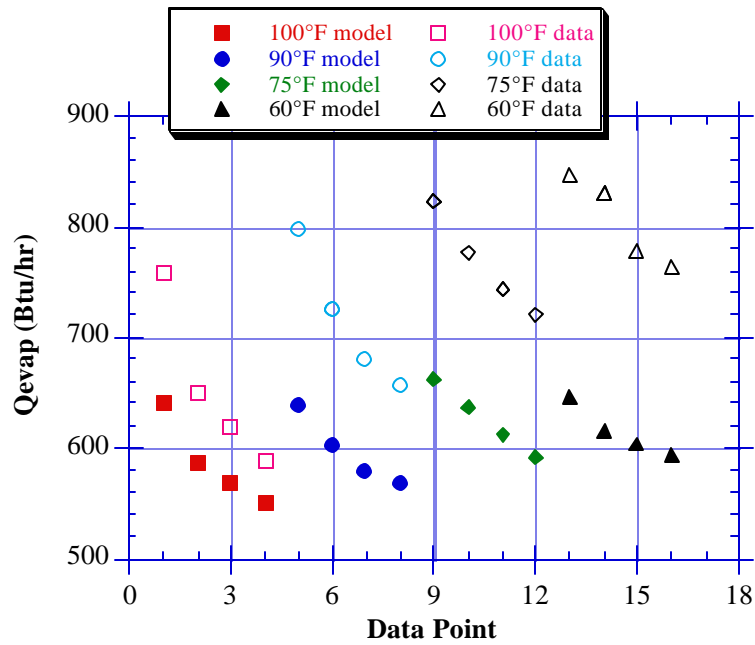 100°F model 100°F data
90°F model 90°F data
75°F model 75°F data
60°F model 60°F data
900
800
700
600
500
Qevap (Btu/hr)
0 3 6 9 12 15 18
Data Point